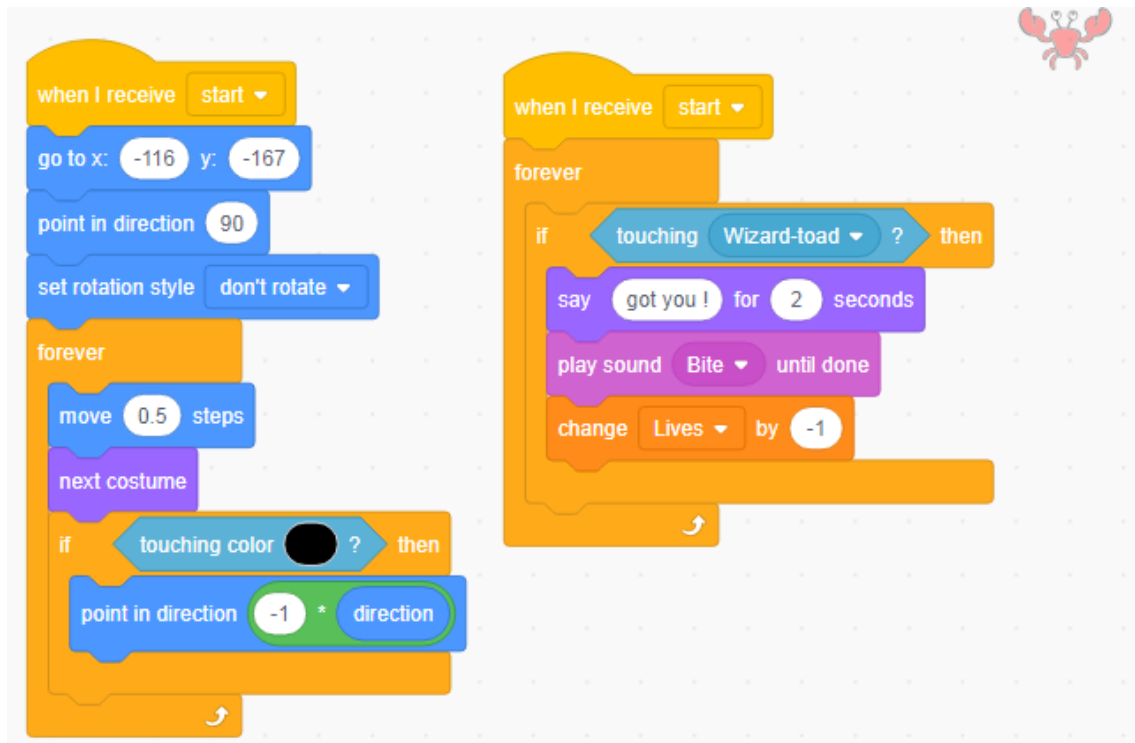 when I receive start
go to x: -116 y: -167
point in direction 90
set rotation style don't rotate
forever
move 0.5 steps
next costume
if touching color ? then
point in direction -1 * direction
when I receive start
forever
if touching Wizard-toad ? then
say got you ! for 2 seconds
play sound Bite until done
change Lives by -1